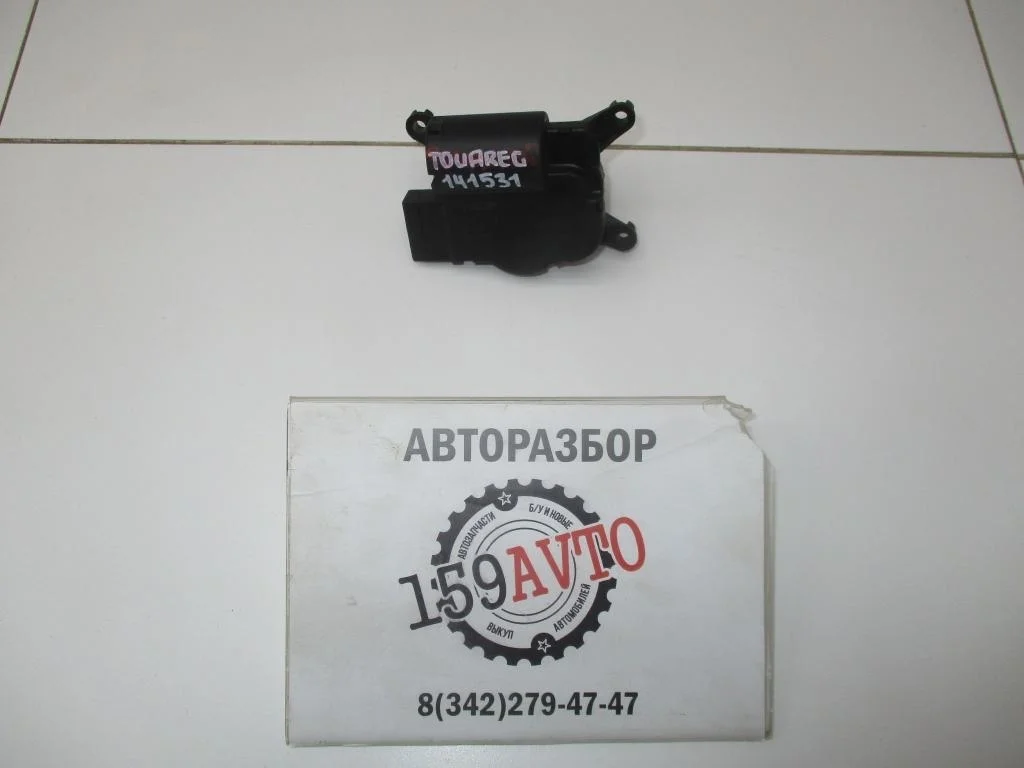 TOUAREG
141531
АВТОРАЗБОР
АВТОЗАПЧАСТИ
Б/У И НОВЫЕ
159AVTO
ВЫКУП
АВТОМОБИЛЕЙ
8(342)279-47-47